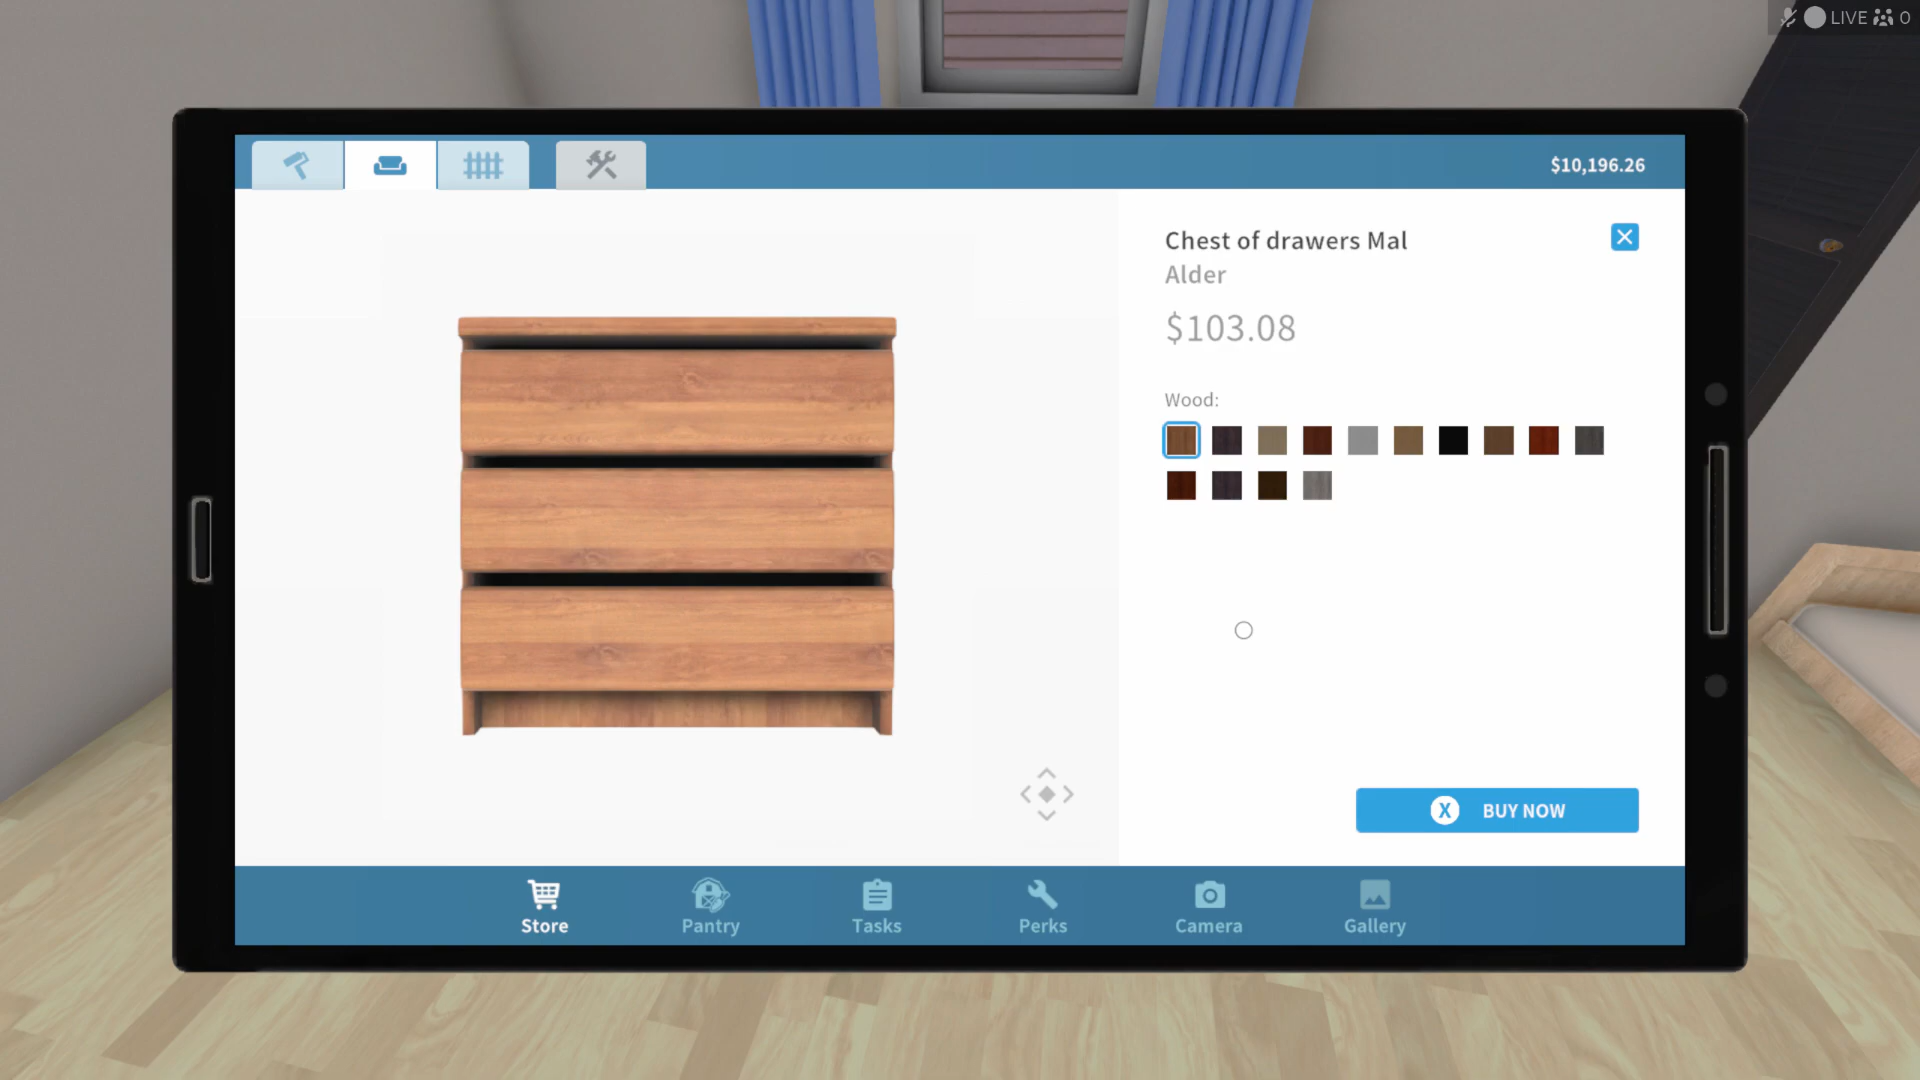 LIVE 0
$10,196.26
Chest of drawers Mal
Alder
$103.08
Wood:
X BUY NOW
Store Pantry Tasks Perks Camera Gallery